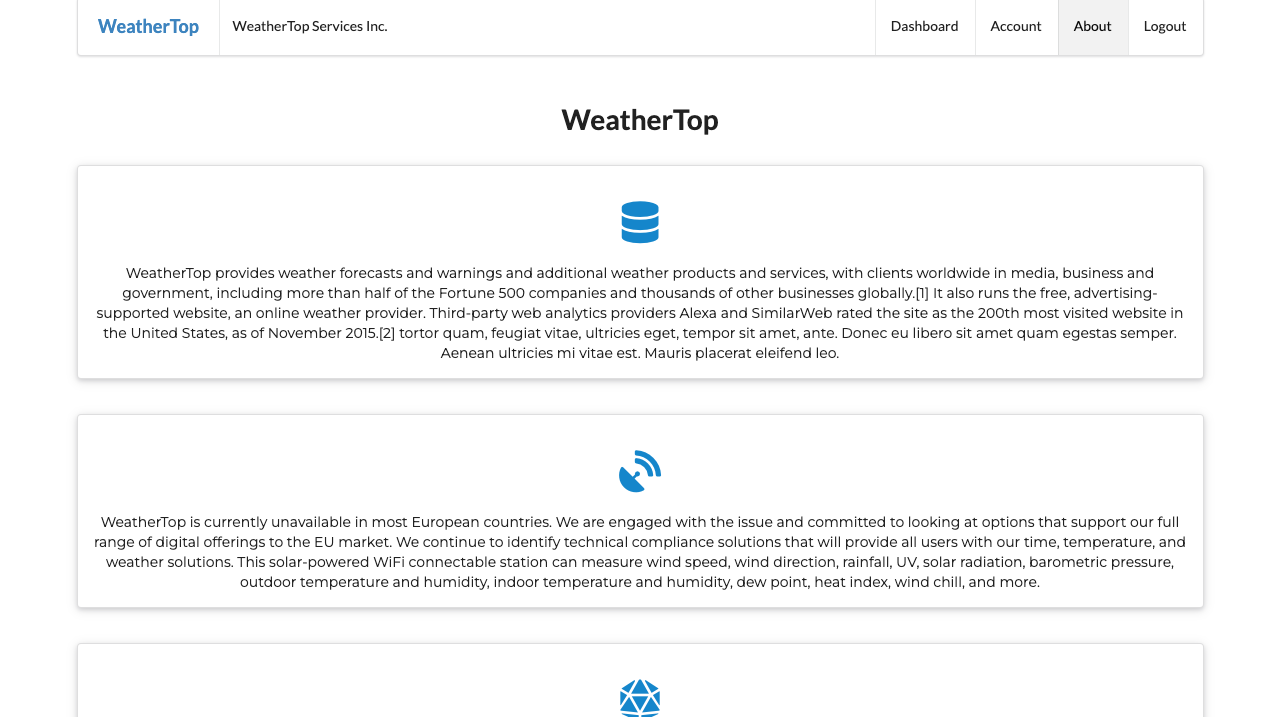 WeatherTop
WeatherTop Services Inc.
Dashboard
Account
About
Logout
WeatherTop
WeatherTop provides weather forecasts and warnings and additional weather products and services, with clients worldwide in media, business and
government, including more than half of the Fortune 500 companies and thousands of other businesses globally.[1] It also runs the free, advertising-
supported website, an online weather provider. Third-party web analytics providers Alexa and SimilarWeb rated the site as the 200th most visited website in
the United States, as of November 2015.[2] tortor quam, feugiat vitae, ultricies eget, tempor sit amet, ante. Donec eu libero sit amet quam egestas semper.
Aenean ultricies mi vitae est. Mauris placerat eleifend leo.
WeatherTop is currently unavailable in most European countries. We are engaged with the issue and committed to looking at options that support our full
range of digital offerings to the EU market. We continue to identify technical compliance solutions that will provide all users with our time, temperature, and
weather solutions. This solar-powered WiFi connectable station can measure wind speed, wind direction, rainfall, UV, solar radiation, barometric pressure,
outdoor temperature and humidity, indoor temperature and humidity, dew point, heat index, wind chill, and more.